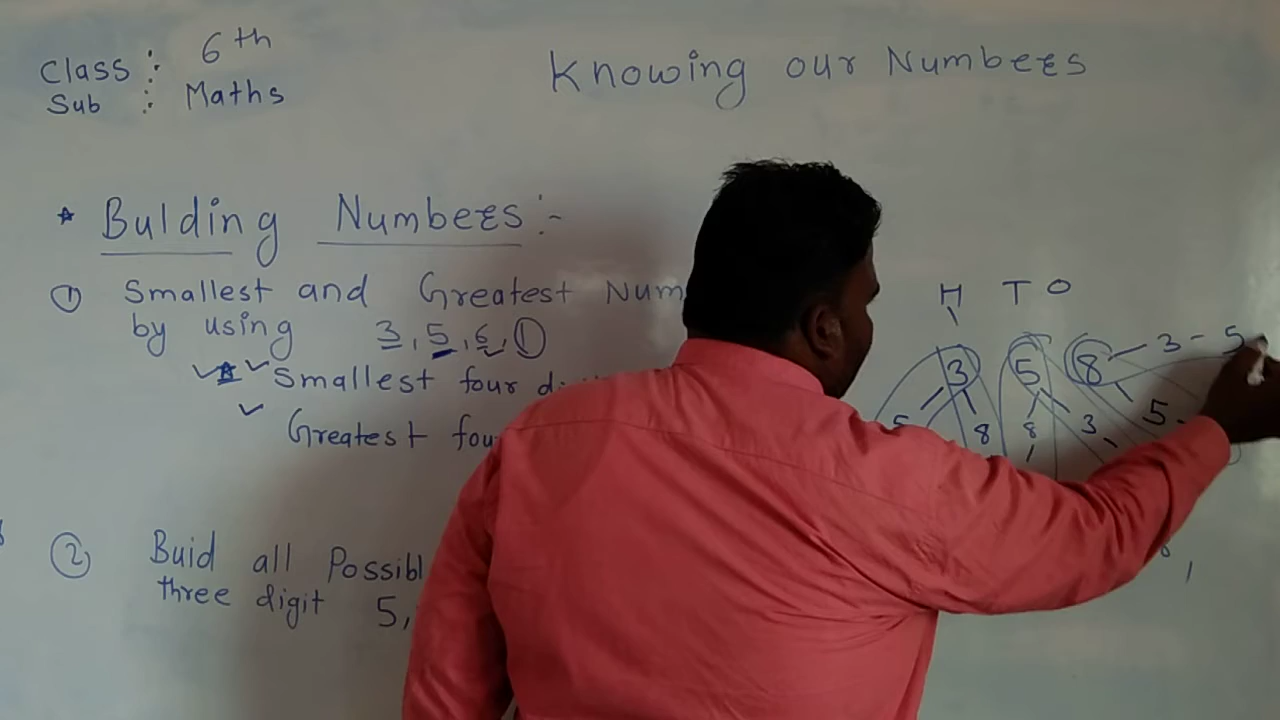 Class : 6th
Sub : Maths
Knowing our Numbers
* Bulding Numbers :-
① Smallest and Greatest Num
by using 3, 5, 6, ①
Smallest four
Greatest fou
② Buid all Possibl
three digit 5,
H T O
3 5 8 3 - 5
5 8 8 3 5